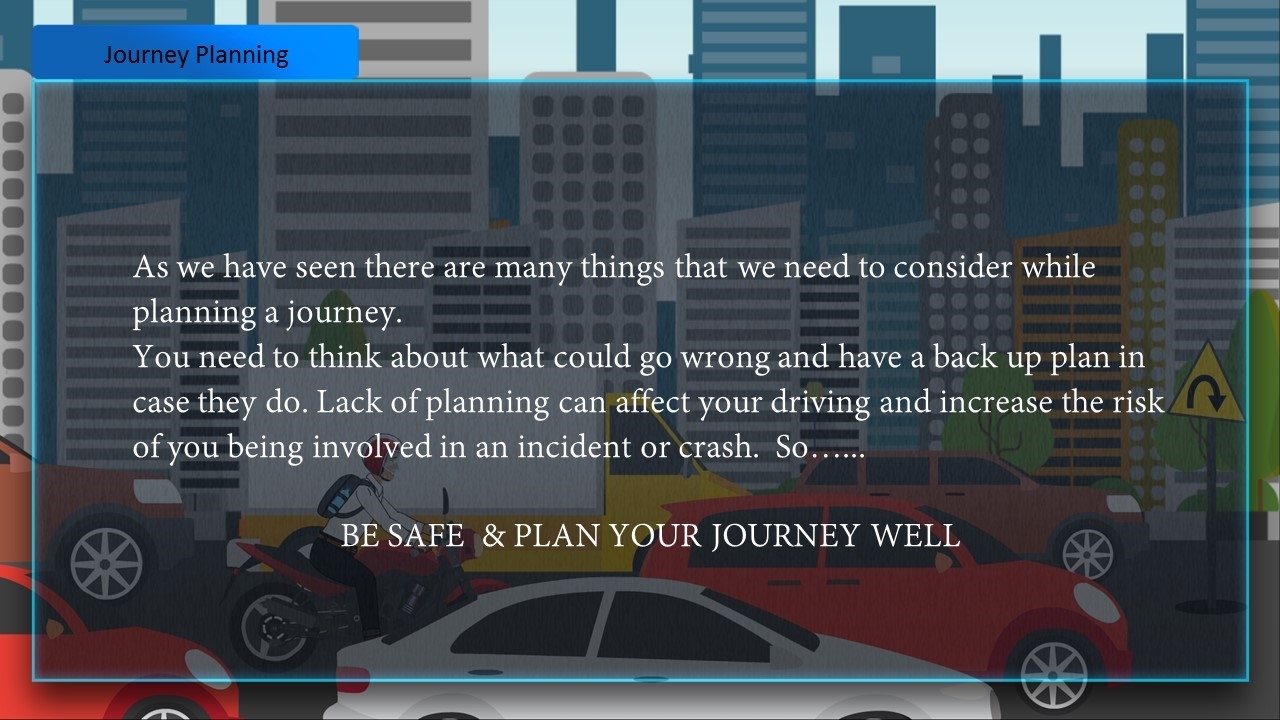 Journey Planning
As we have seen there are many things that we need to consider while
planning a journey.
You need to think about what could go wrong and have a back up plan in
case they do. Lack of planning can affect your driving and increase the risk
of you being involved in an incident or crash.  So…...
BE SAFE  & PLAN YOUR JOURNEY WELL